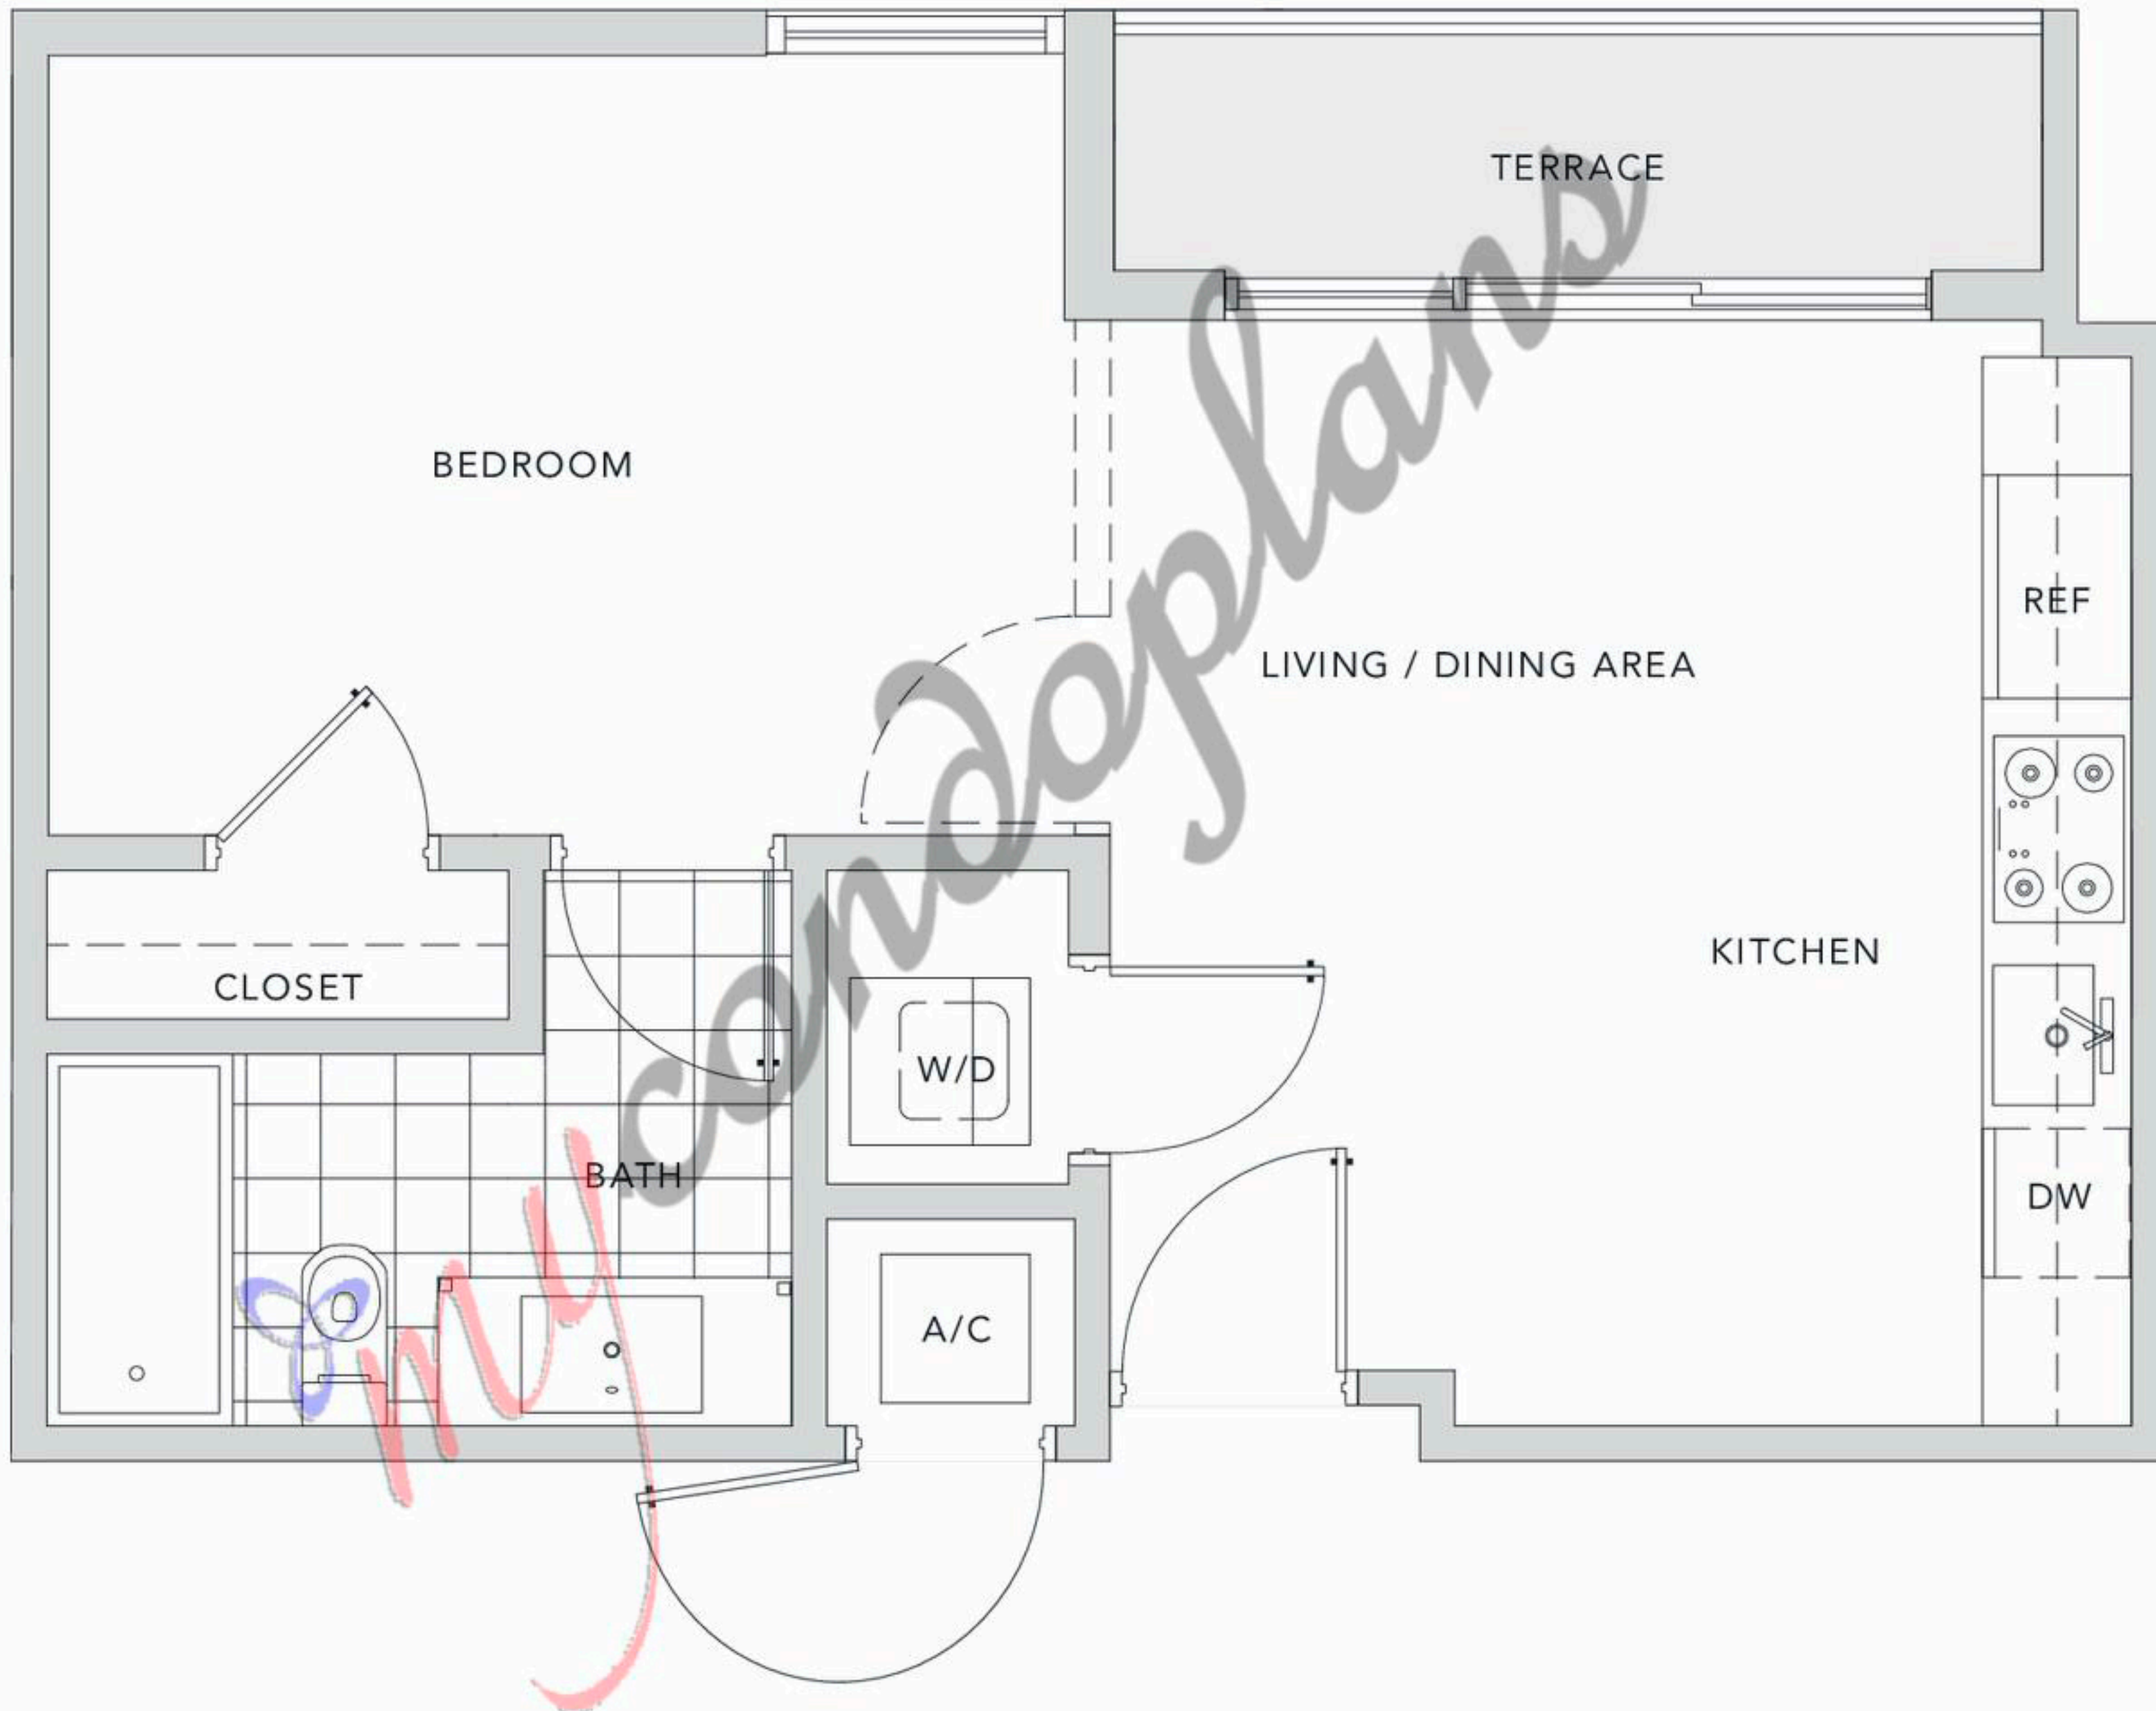 TERRACE
BEDROOM
REF
LIVING / DINING AREA
KITCHEN
CLOSET
W/D
BATH
DW
A/C
mycondoplans